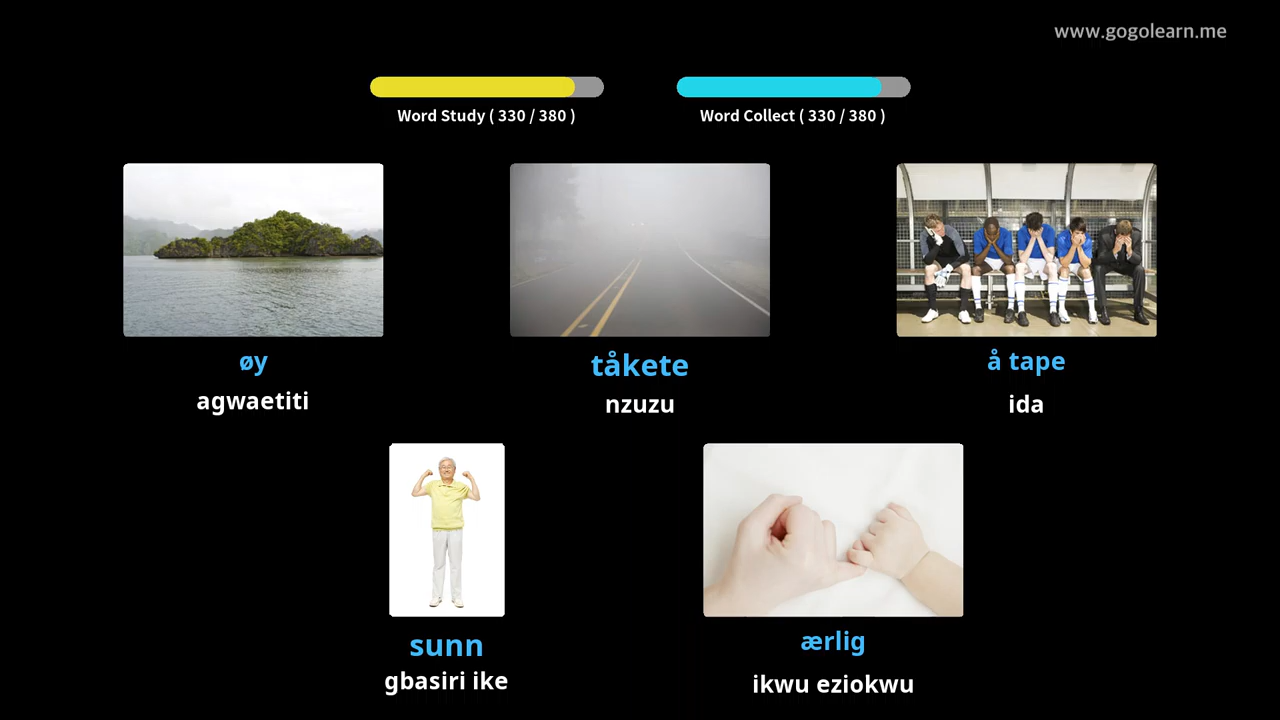 www.gogolearn.me
Word Study ( 330 / 380 )
Word Collect ( 330 / 380 )
øy
agwaetiti
tåkete
nzuzu
å tape
ida
sunn
gbasiri ike
ærlig
ikwu eziokwu